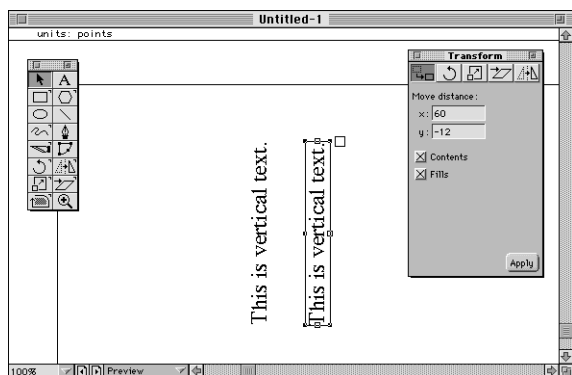 Untitled-1
units: points
Transform
A
Move distance:
x: 60
y: -12
Contents
Fills
Apply
This is vertical text.
This is vertical text.
100%
Preview